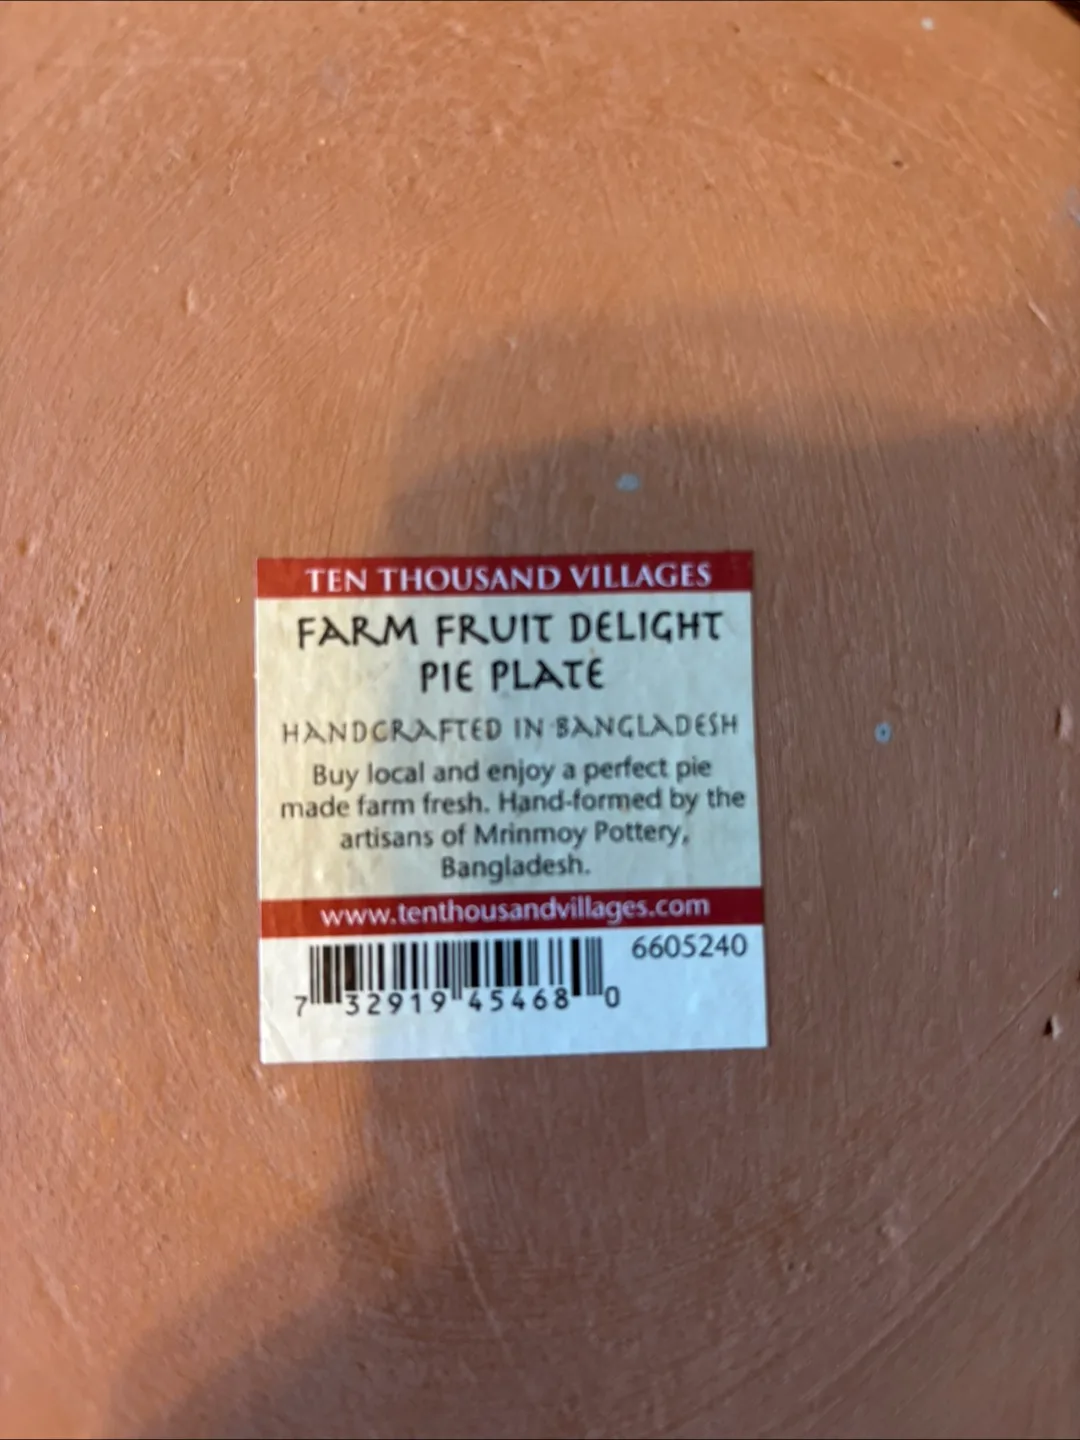 TEN THOUSAND VILLAGES
FARM FRUIT DELIGHT
PIE PLATE
HANDCRAFTED IN BANGLADESH
Buy local and enjoy a perfect pie
made farm fresh. Hand-formed by the
artisans of Mrinmoy Pottery,
Bangladesh.
www.tenthousandvillages.com
6605240
7 32919 45468 0